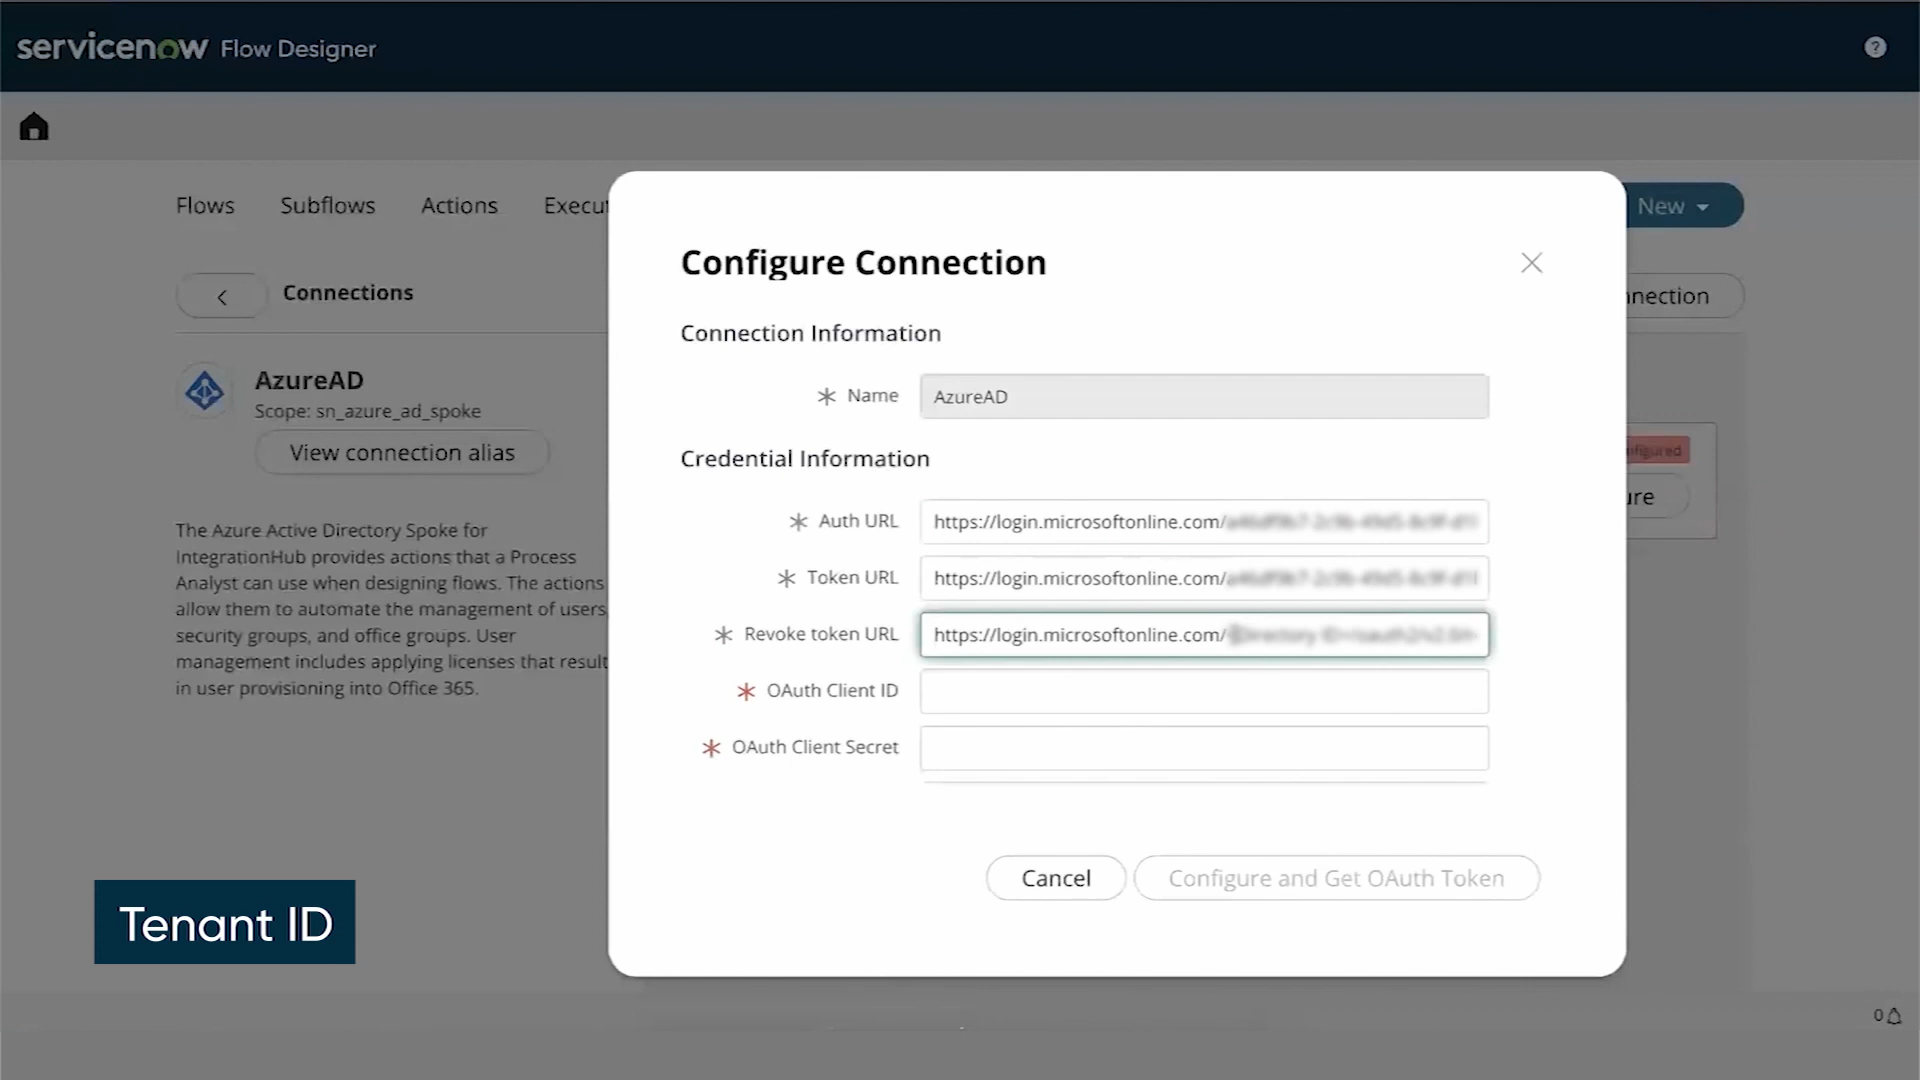 servicenow Flow Designer
?
Flows Subflows Actions Execu
New
Connections
nnection
AzureAD
Scope: sn_azure_ad_spoke
View connection alias
The Azure Active Directory Spoke for
IntegrationHub provides actions that a Process
Analyst can use when designing flows. The actions
allow them to automate the management of users,
security groups, and office groups. User
management includes applying licenses that result
in user provisioning into Office 365.
figured
ure
Configure Connection
Connection Information
* Name AzureAD
Credential Information
* Auth URL https://login.microsoftonline.com/
* Token URL https://login.microsoftonline.com/
* Revoke token URL https://login.microsoftonline.com/
* OAuth Client ID
* OAuth Client Secret
Cancel Configure and Get OAuth Token
Tenant ID
0